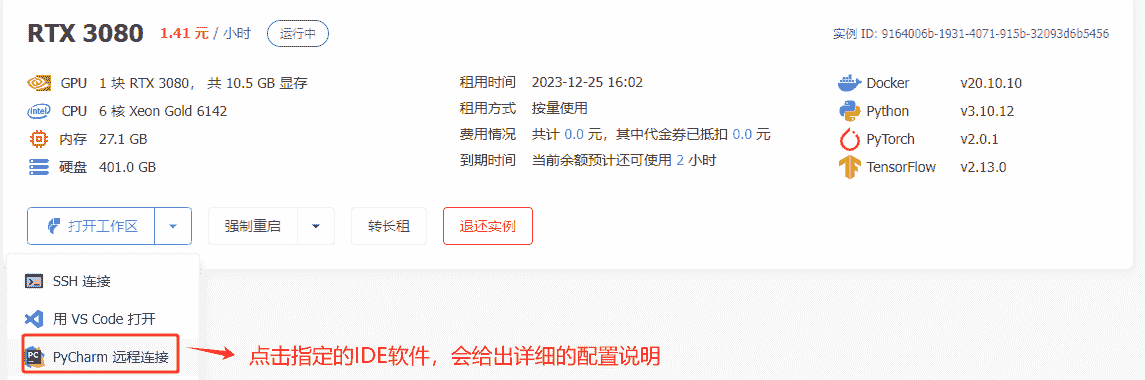 RTX 3080 1.41 元 / 小时 运行中 实例 ID: 9164006b-1931-4071-915b-32093d6b5456
GPU 1 块 RTX 3080， 共 10.5 GB 显存 租用时间 2023-12-25 16:02 Docker v20.10.10
intel CPU 6 核 Xeon Gold 6142 租用方式 按量使用 Python v3.10.12
内存 27.1 GB 费用情况 共计 0.0 元，其中代金券已抵扣 0.0 元 PyTorch v2.0.1
硬盘 401.0 GB 到期时间 当前余额预计还可使用 2 小时 TensorFlow v2.13.0
打开工作区 强制重启 转长租 退还实例
SSH 连接
用 VS Code 打开
PC PyCharm 远程连接 点击指定的IDE软件，会给出详细的配置说明